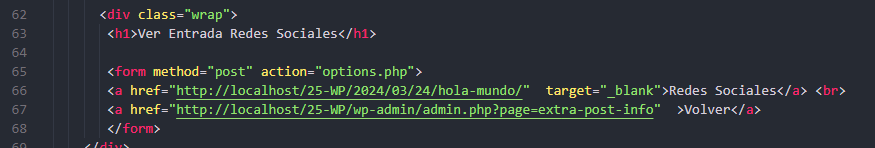 62 <div class="wrap">
63 <h1>Ver Entrada Redes Sociales</h1>
64
65 <form method="post" action="options.php">
66 <a href="http://localhost/25-WP/2024/03/24/hola-mundo/"  target="_blank">Redes Sociales</a> <br>
67 <a href="http://localhost/25-WP/wp-admin/admin.php?page=extra-post-info"  >Volver</a>
68 </form>
69 </div>